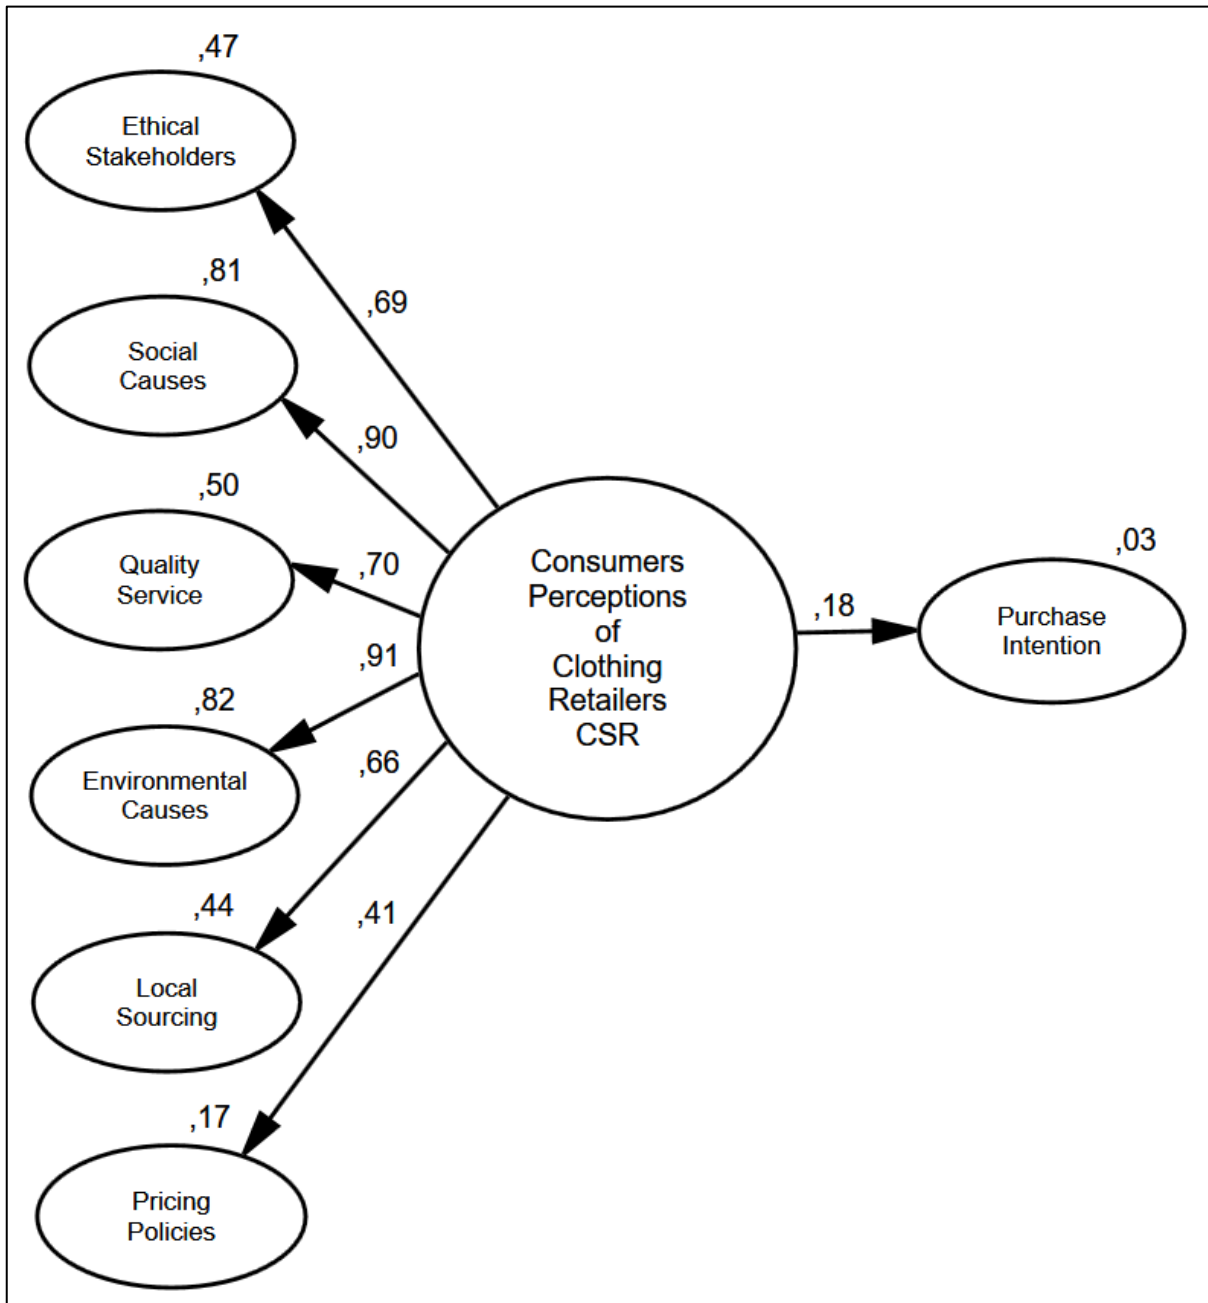 ,47
Ethical
Stakeholders
,69
,81
Social
Causes
,90
,50
Quality
Service
,70
,91
,82
Environmental
Causes
,66
,44
Local
Sourcing
,41
,17
Pricing
Policies
Consumers
Perceptions
of
Clothing
Retailers
CSR
,18
,03
Purchase
Intention